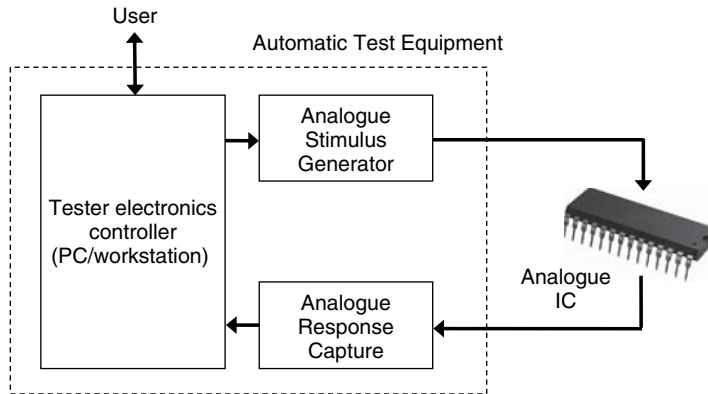 User
Automatic Test Equipment
Analogue
Stimulus
Generator
Tester electronics
controller
(PC/workstation)
Analogue
IC
Analogue
Response
Capture